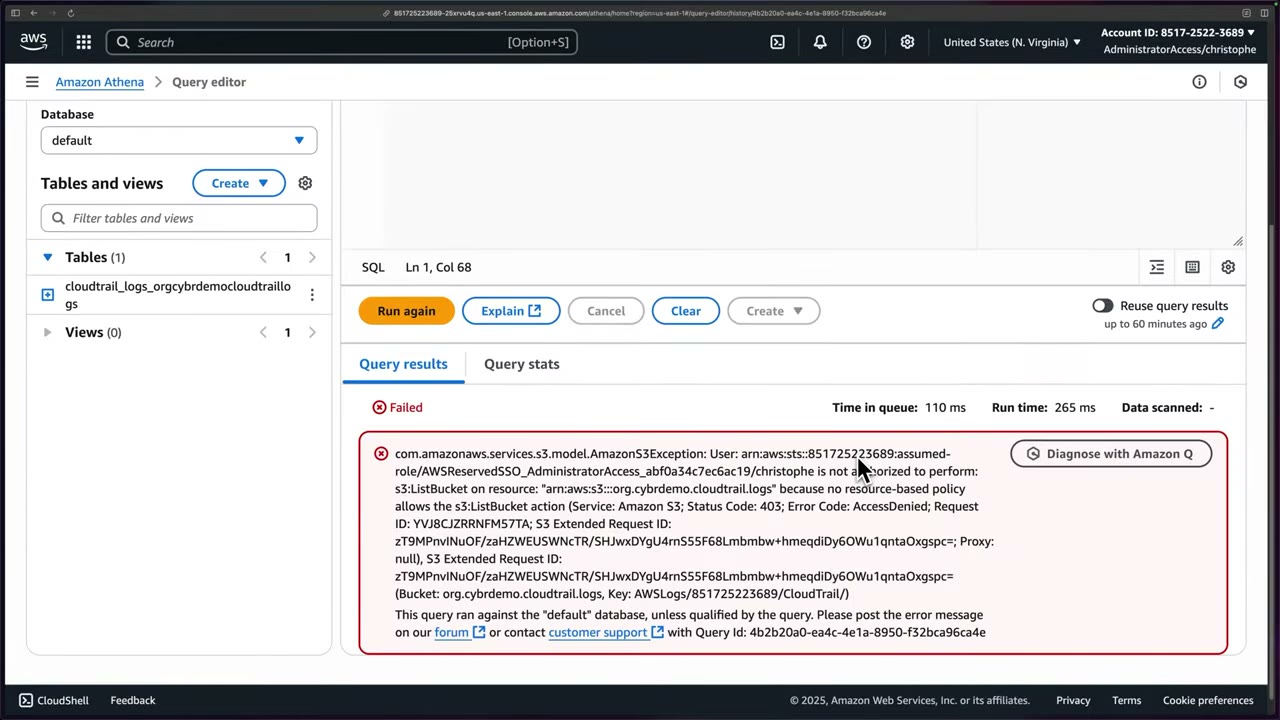 851725223689-25xrvu4q.us-east-1.console.aws.amazon.com/athena/home?region=us-east-1#/query-editor/history/4b2b20a0-ea4c-4e1a-8950-f32bca96ca4e
aws
Search
[Option+S]
United States (N. Virginia)
Account ID: 8517-2522-3689
AdministratorAccess/christophe
Amazon Athena
Query editor
Database
default
Tables and views
Create
Filter tables and views
Tables (1)
1
cloudtrail_logs_orgcybrdemocloudtraillo
gs
Views (0)
1
SQL
Ln 1, Col 68
Run again
Explain
Cancel
Clear
Create
Reuse query results
up to 60 minutes ago
Query results
Query stats
Failed
Time in queue: 110 ms
Run time: 265 ms
Data scanned: -
com.amazonaws.services.s3.model.AmazonS3Exception: User: arn:aws:sts::851725223689:assumed-
role/AWSReservedSSO_AdministratorAccess_abf0a34c7ec6ac19/christophe is not authorized to perform:
s3:ListBucket on resource: "arn:aws:s3:::org.cybrdemo.cloudtrail.logs" because no resource-based policy
allows the s3:ListBucket action (Service: Amazon S3; Status Code: 403; Error Code: AccessDenied; Request
ID: YVJ8CJZRRNFM57TA; S3 Extended Request ID:
zT9MPnvINuOF/zaHZWEUSWNcTR/SHJwxDYgU4rnS55F68Lmbmbw+hmeqdiDy6OWu1qntaOxgspc=; Proxy:
null), S3 Extended Request ID:
zT9MPnvINuOF/zaHZWEUSWNcTR/SHJwxDYgU4rnS55F68Lmbmbw+hmeqdiDy6OWu1qntaOxgspc=
(Bucket: org.cybrdemo.cloudtrail.logs, Key: AWSLogs/851725223689/CloudTrail/)
This query ran against the "default" database, unless qualified by the query. Please post the error message
on our forum or contact customer support with Query Id: 4b2b20a0-ea4c-4e1a-8950-f32bca96ca4e
Diagnose with Amazon Q
CloudShell
Feedback
© 2025, Amazon Web Services, Inc. or its affiliates.
Privacy
Terms
Cookie preferences